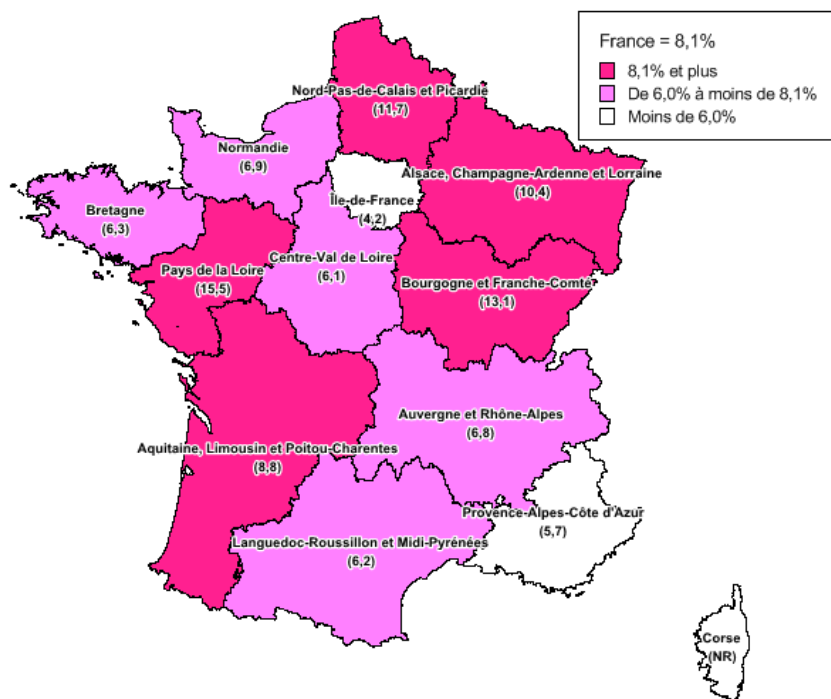 France = 8,1%
8,1% et plus
De 6,0% à moins de 8,1%
Moins de 6,0%
Nord-Pas-de-Calais et Picardie
(11,7)
Normandie
(6,9)
Alsace, Champagne-Ardenne et Lorraine
(10,4)
Île-de-France
(4,2)
Bretagne
(6,3)
Centre-Val de Loire
(6,1)
Pays de la Loire
(15,5)
Bourgogne et Franche-Comté
(13,1)
Auvergne et Rhône-Alpes
(6,8)
Aquitaine, Limousin et Poitou-Charentes
(8,8)
Provence-Alpes-Côte d'Azur
(5,7)
Languedoc-Roussillon et Midi-Pyrénées
(6,2)
Corse
(NR)